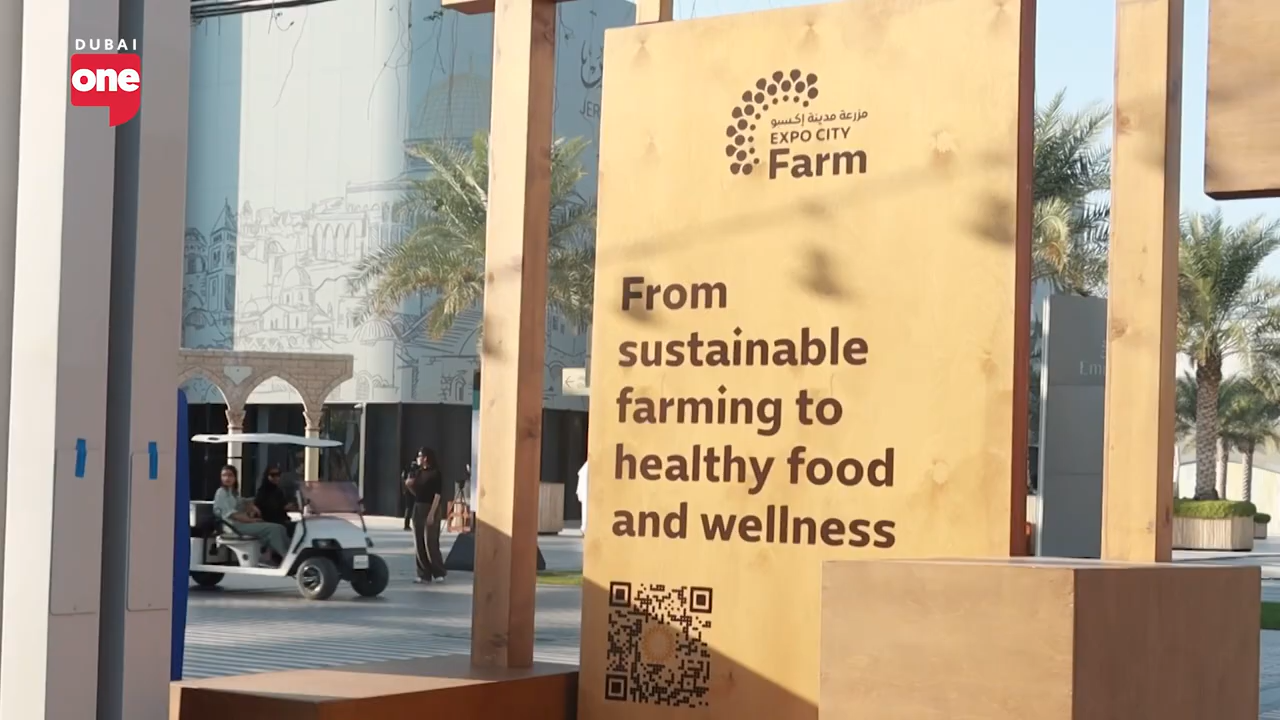 DUBAI
one
مزرعة مدينة إكسبو
EXPO CITY
Farm
From
sustainable
farming to
healthy food
and wellness